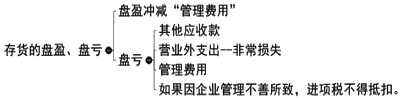 存货的盘盈、盘亏
盘盈冲减“管理费用”
盘亏
其他应收款
营业外支出--非常损失
管理费用
如果因企业管理不善所致，进项税不得抵扣。